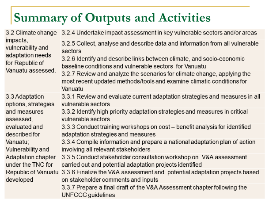 Summary of Outputs and Activities
3.2 Climate change
impacts,
vulnerability and
adaptation needs
for Republic of
Vanuatu assessed.
3.2.4 Undertake impact assessment in key vulnerable sectors and/or areas
3.2.5 Collect, analyse and describe data and information from all vulnerable
sectors
3.2.6 Identify and describe links between climate, and socio-economic
baseline conditions and vulnerable sectors for Vanuatu
3.2.7 Review and analyze the scenarios for climate change, applying the
most recent updated methods/tools and examine climatic conditions for
Vanuatu
3.3 Adaptation
options, strategies
and measures
assessed
evaluated and
described for
Vanuatu;
Vulnerability and
Adaptation chapter
under the TNC for
Republic of Vanuatu
developed
3.3.1 Review and evaluate current adaptation strategies and measures in all
vulnerable sectors
3.3.2 Identify high priority adaptation strategies and measures in critical
vulnerable sectors
3.3.3 Conduct training workshops on cost – benefit analysis for identified
adaptation strategies and measures
3.3.4 Compile information and prepare a national adaptation plan of action
involving all relevant stakeholders
3.3.5 Conduct stakeholder consultation workshop on V&A assessment
carried out and potential adaptation projects identified
3.3.6 Finalize the V&A assessment and potential adaptation projects based
on stakeholder comments and inputs
3.3.7 Prepare a final draft of the V&A Assessment chapter following the
UNFCCC guidelines